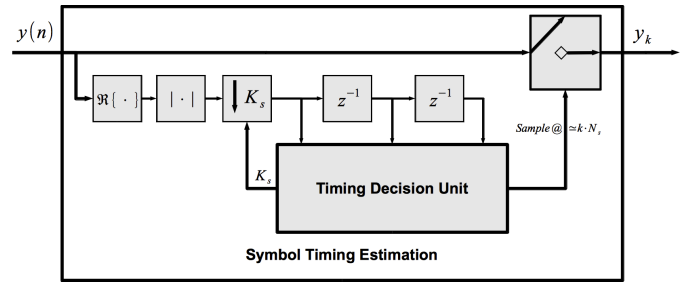 y(n)
y_k
ℜ{ · }
| · |
↓ K_s
z^{-1}
z^{-1}
Sample @ ≃k·N_s
K_s
Timing Decision Unit
Symbol Timing Estimation